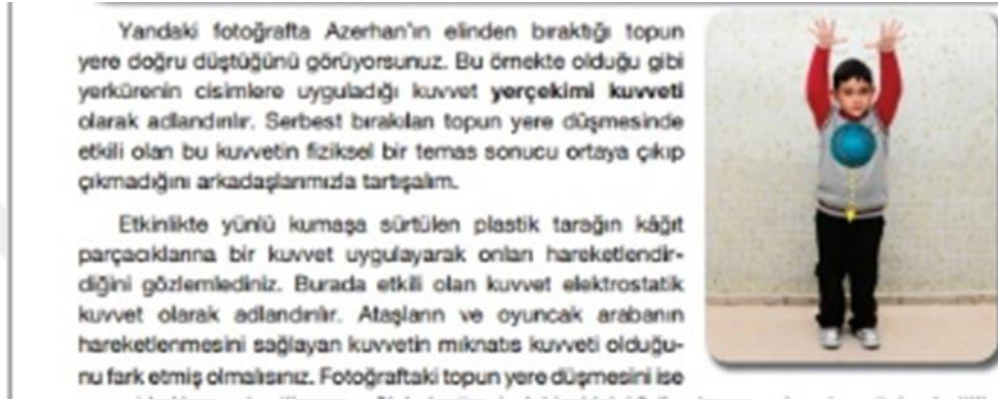 Yandaki fotoğrafta Azerhan'ın elinden bıraktığı topun
yere doğru düştüğünü görüyorsunuz. Bu örnekte olduğu gibi
yerkürenin cisimlere uyguladığı kuvvet yerçekimi kuvveti
olarak adlandırılır. Serbest bırakılan topun yere düşmesinde
etkili olan bu kuvvetin fiziksel bir temas sonucu ortaya çıkıp
çıkmadığını arkadaşlarımızla tartışalım.
Etkinlikte yünlü kumaşa sürtülen plastik tarağın kâğıt
parçacıklarına bir kuvvet uygulayarak onları hareketlendir-
diğini gözlemlediniz. Burada etkili olan kuvvet elektrostatik
kuvvet olarak adlandırılır. Ataşların ve oyuncak arabanın
hareketlenmesini sağlayan kuvvetin mıknatıs kuvveti olduğu-
nu fark etmiş olmalısınız. Fotoğraftaki topun yere düşmesini ise